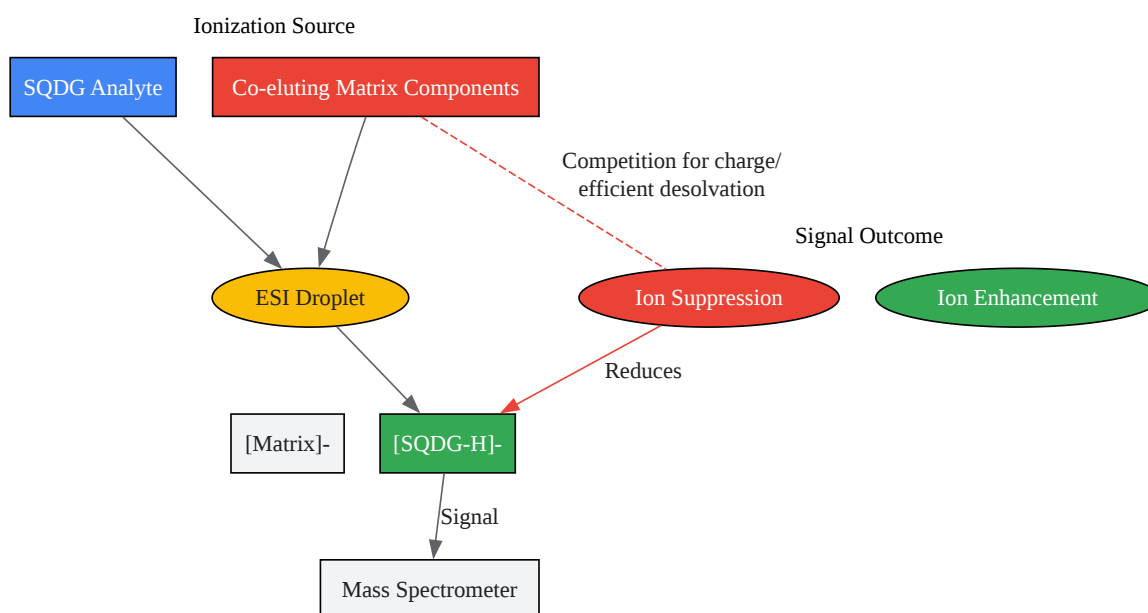 Ionization Source
SQDG Analyte
Co-eluting Matrix Components
Competition for charge/
efficient desolvation
Signal Outcome
ESI Droplet
Ion Suppression
Ion Enhancement
Reduces
[Matrix]-
[SQDG-H]-
Signal
Mass Spectrometer